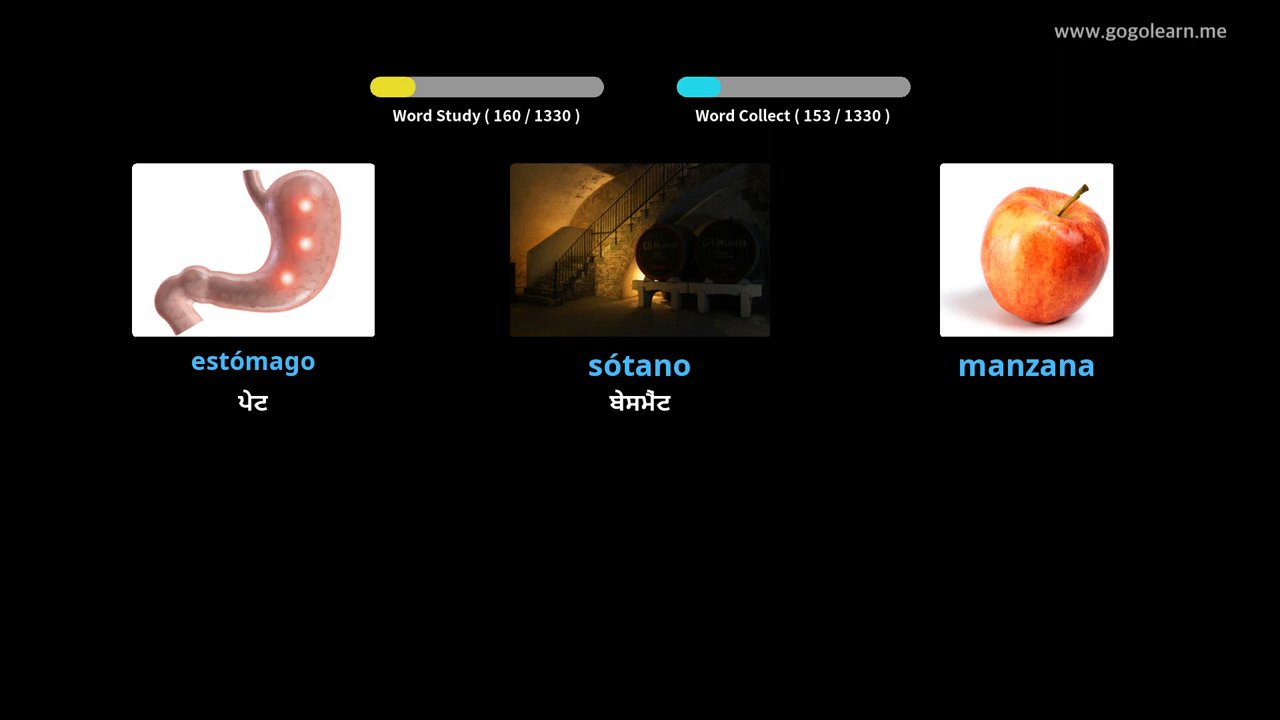 www.gogolearn.me
Word Study ( 160 / 1330 )
Word Collect ( 153 / 1330 )
estómago
sótano
manzana
ਪੇਟ
ਬੇਸਮੈਂਟ